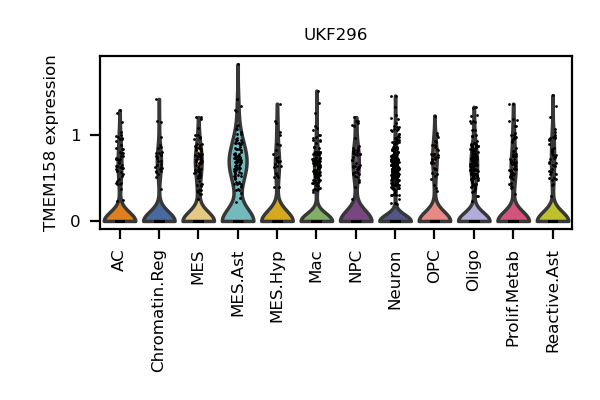 UKF296
TMEM158 expression
1
0
AC
Chromatin.Reg
MES
MES.Ast
MES.Hyp
Mac
NPC
Neuron
OPC
Oligo
Prolif.Metab
Reactive.Ast